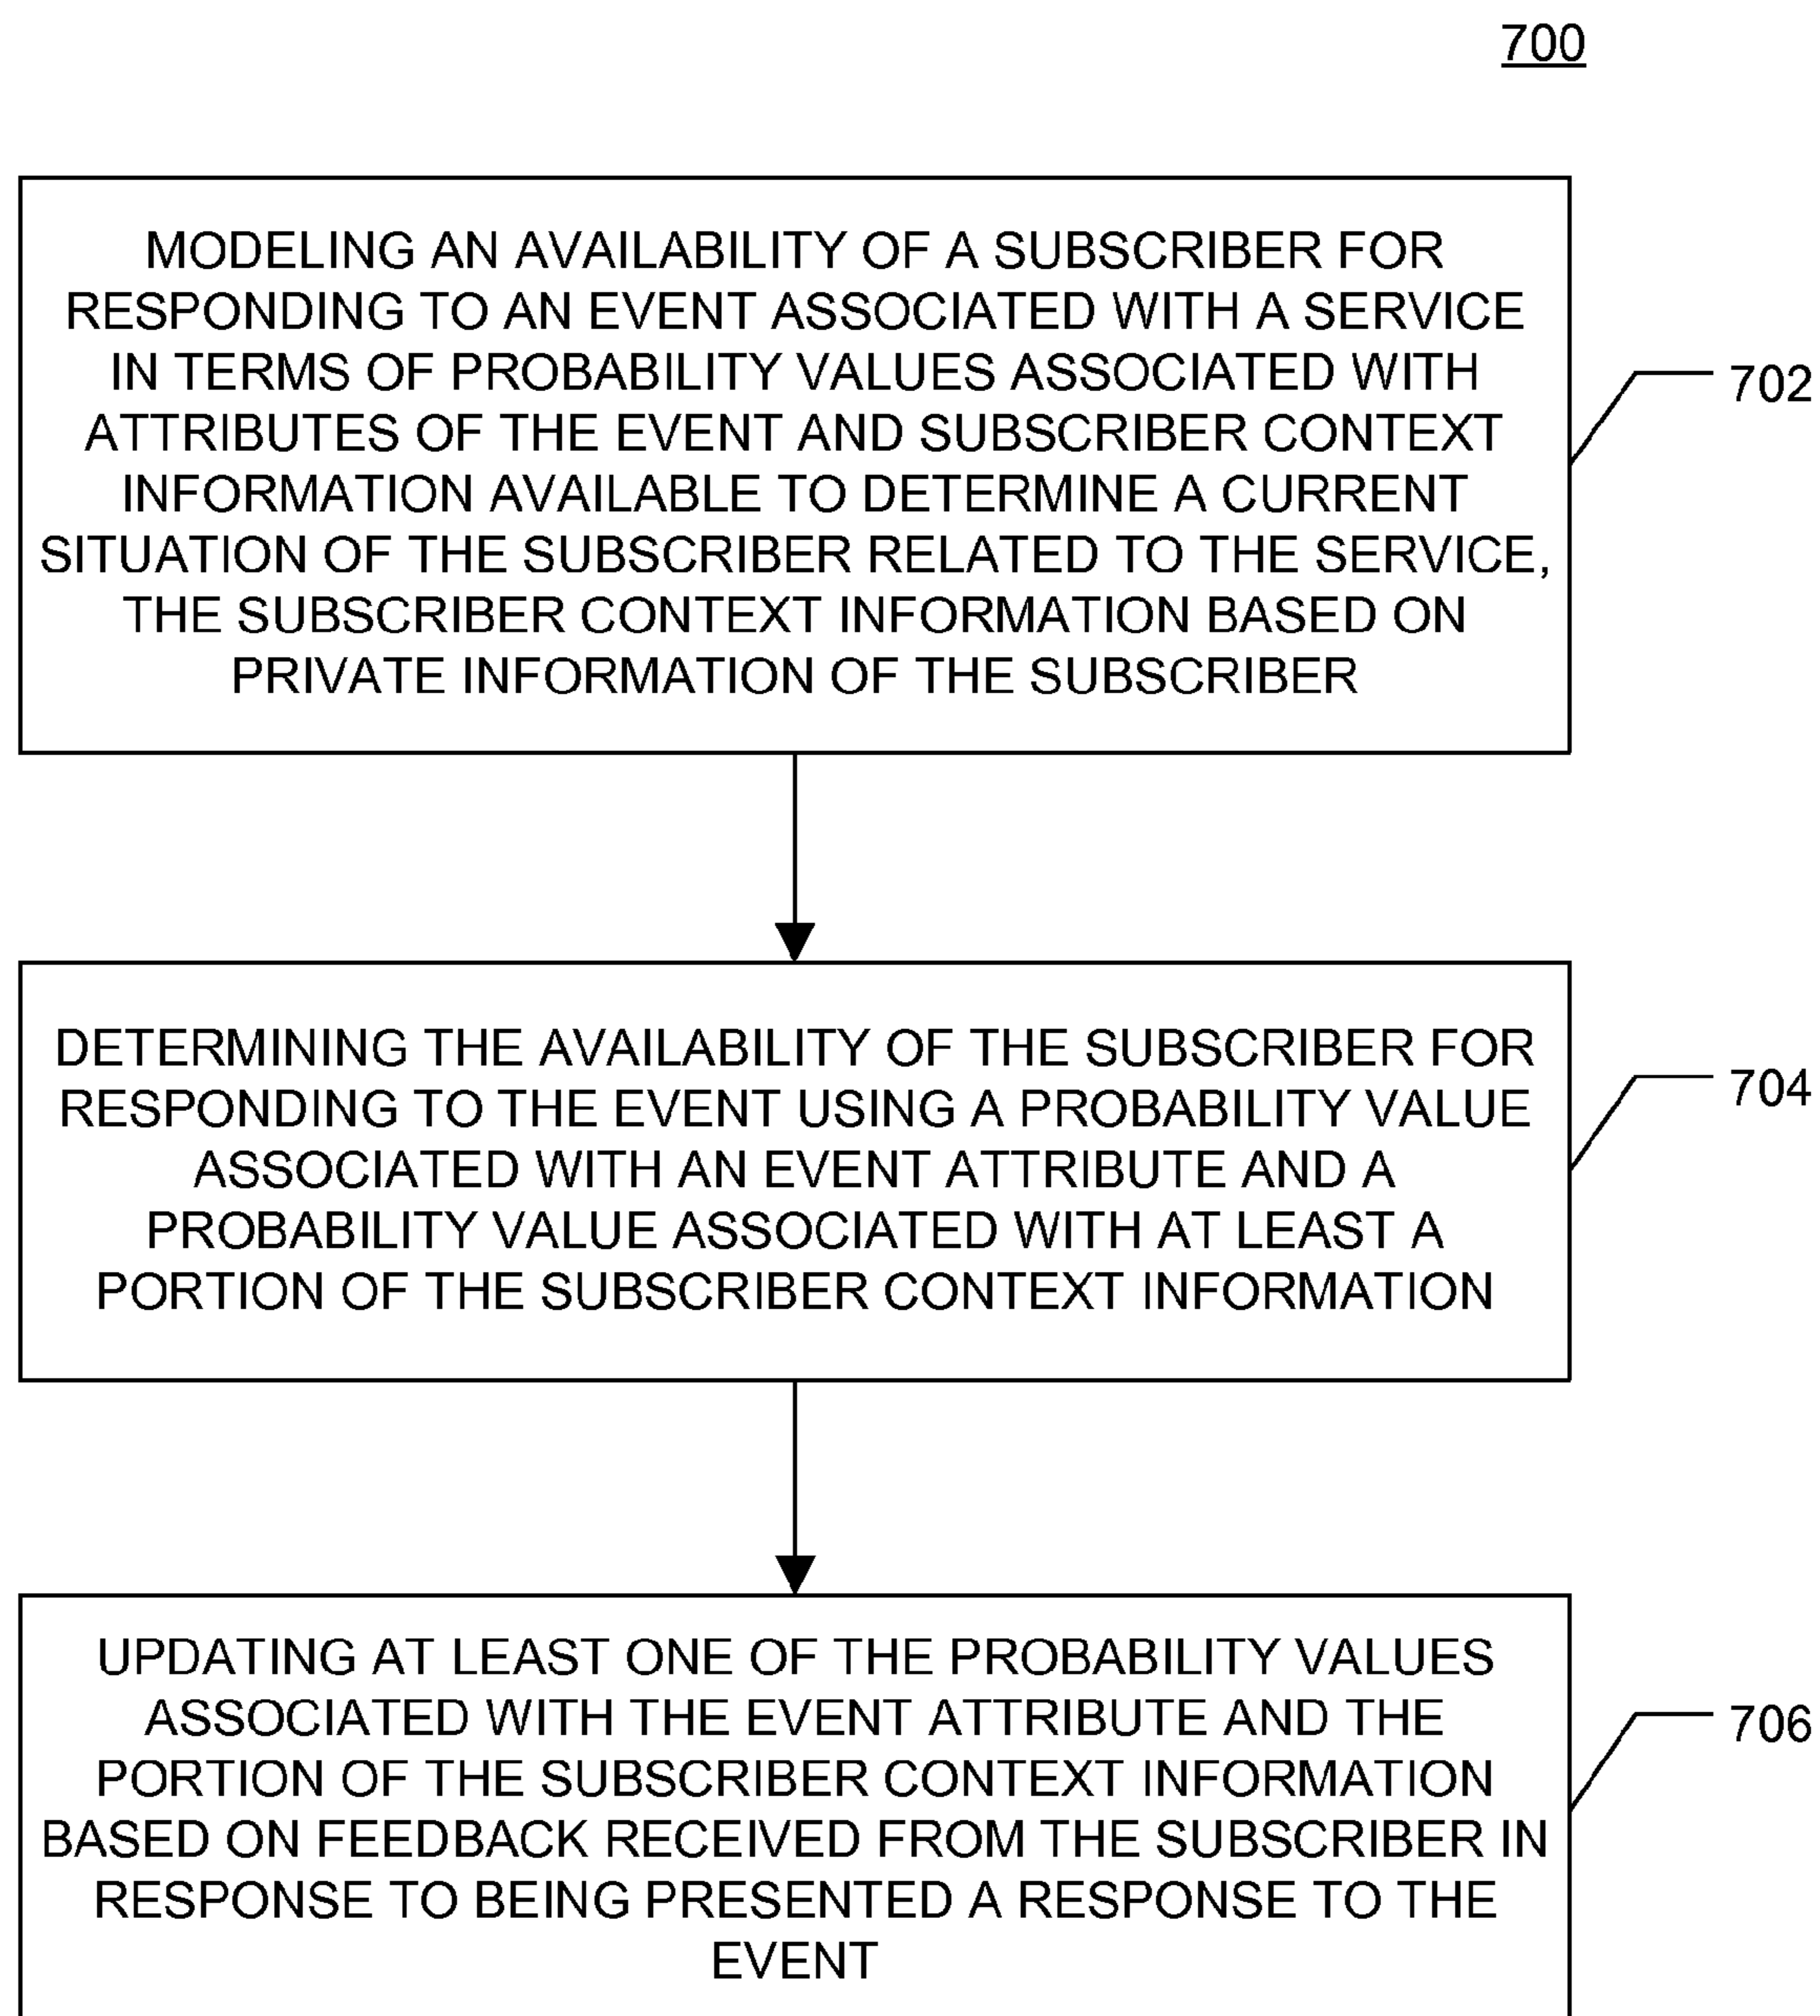 700
MODELING AN AVAILABILITY OF A SUBSCRIBER FOR
RESPONDING TO AN EVENT ASSOCIATED WITH A SERVICE
IN TERMS OF PROBABILITY VALUES ASSOCIATED WITH
ATTRIBUTES OF THE EVENT AND SUBSCRIBER CONTEXT
INFORMATION AVAILABLE TO DETERMINE A CURRENT
SITUATION OF THE SUBSCRIBER RELATED TO THE SERVICE,
THE SUBSCRIBER CONTEXT INFORMATION BASED ON
PRIVATE INFORMATION OF THE SUBSCRIBER
702
DETERMINING THE AVAILABILITY OF THE SUBSCRIBER FOR
RESPONDING TO THE EVENT USING A PROBABILITY VALUE
ASSOCIATED WITH AN EVENT ATTRIBUTE AND A
PROBABILITY VALUE ASSOCIATED WITH AT LEAST A
PORTION OF THE SUBSCRIBER CONTEXT INFORMATION
704
UPDATING AT LEAST ONE OF THE PROBABILITY VALUES
ASSOCIATED WITH THE EVENT ATTRIBUTE AND THE
PORTION OF THE SUBSCRIBER CONTEXT INFORMATION
BASED ON FEEDBACK RECEIVED FROM THE SUBSCRIBER IN
RESPONSE TO BEING PRESENTED A RESPONSE TO THE
EVENT
706